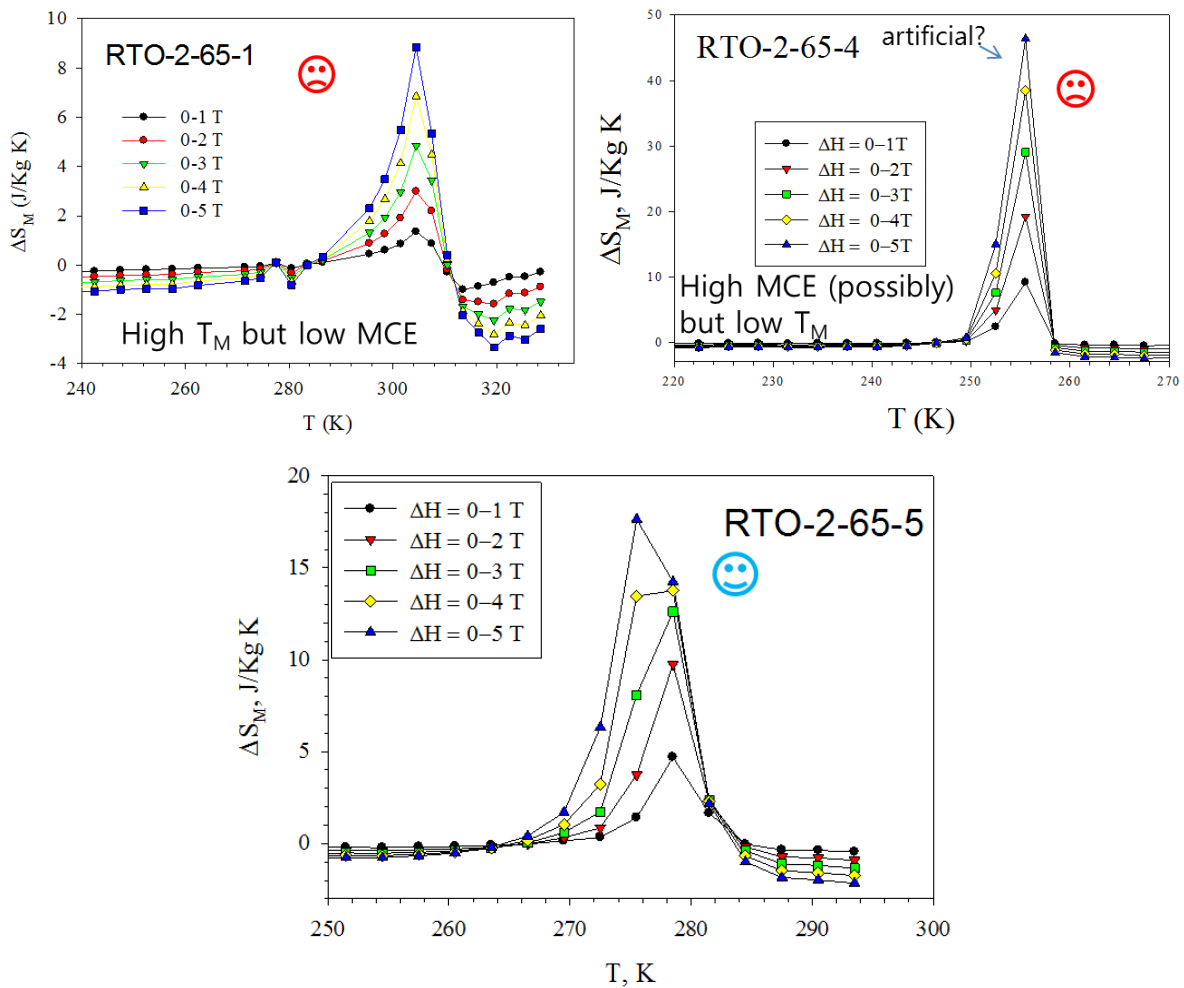 RTO-2-65-1
0-1 T
0-2 T
0-3 T
0-4 T
0-5 T
High T_M but low MCE
ΔS_M (J/Kg K)
10
8
6
4
2
0
-2
-4
240
260
280
300
320
T (K)
RTO-2-65-4
artificial?
ΔH = 0–1T
ΔH = 0–2T
ΔH = 0–3T
ΔH = 0–4T
ΔH = 0–5T
High MCE (possibly)
but low T_M
ΔS_M, J/Kg K
50
40
30
20
10
0
220
230
240
250
260
270
T (K)
RTO-2-65-5
ΔH = 0–1 T
ΔH = 0–2 T
ΔH = 0–3 T
ΔH = 0–4 T
ΔH = 0–5 T
ΔS_M, J/Kg K
20
15
10
5
0
250
260
270
280
290
300
T, K